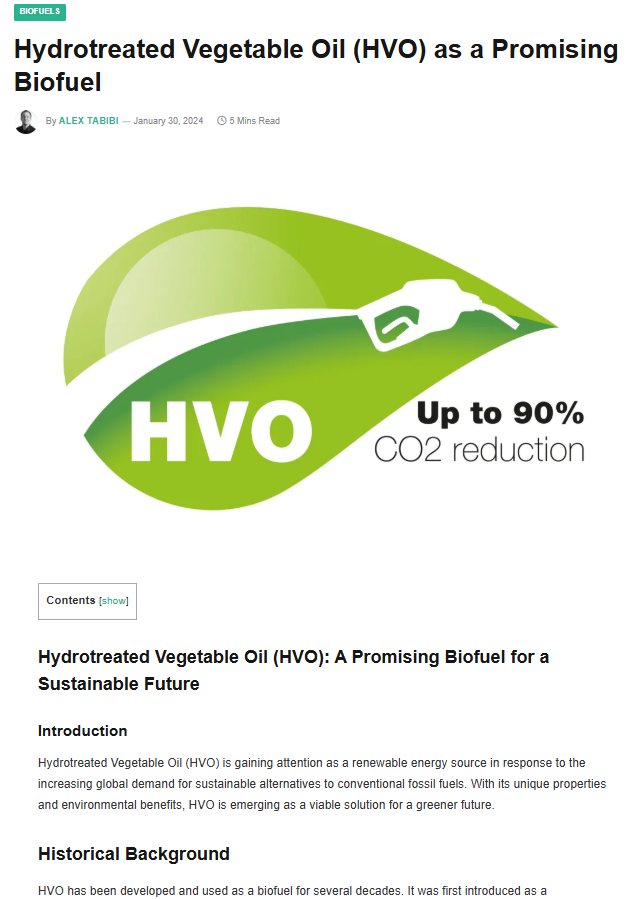 BIOFUELS
Hydrotreated Vegetable Oil (HVO) as a Promising
Biofuel
By ALEX TABIBI — January 30, 2024 5 Mins Read
HVO
Up to 90%
CO2 reduction
Contents [show]
Hydrotreated Vegetable Oil (HVO): A Promising Biofuel for a
Sustainable Future
Introduction
Hydrotreated Vegetable Oil (HVO) is gaining attention as a renewable energy source in response to the
increasing global demand for sustainable alternatives to conventional fossil fuels. With its unique properties
and environmental benefits, HVO is emerging as a viable solution for a greener future.
Historical Background
HVO has been developed and used as a biofuel for several decades. It was first introduced as a